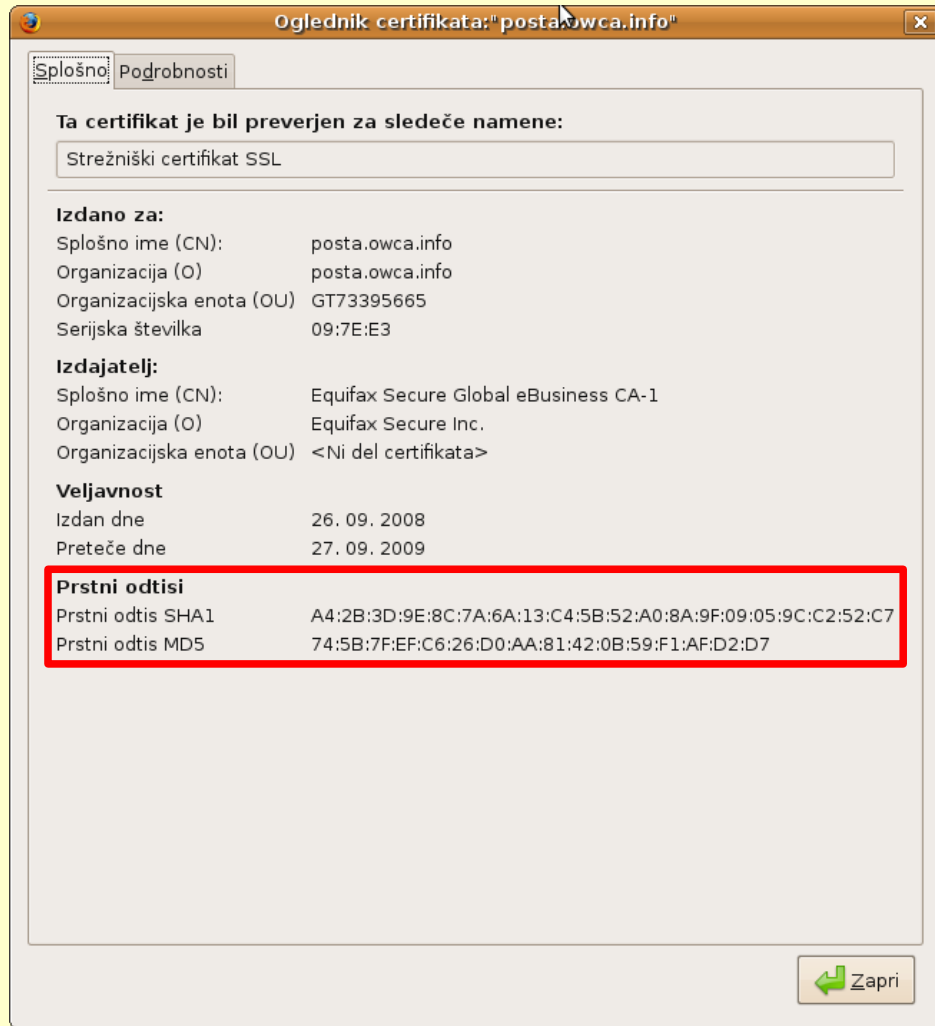 Oglednik certifikata:"posta.owca.info"
Splošno Podrobnosti
Ta certifikat je bil preverjen za sledeče namene:
Strežniški certifikat SSL
Izdano za:
Splošno ime (CN): posta.owca.info
Organizacija (O) posta.owca.info
Organizacijska enota (OU) GT73395665
Serijska številka 09:7E:E3
Izdajatelj:
Splošno ime (CN): Equifax Secure Global eBusiness CA-1
Organizacija (O) Equifax Secure Inc.
Organizacijska enota (OU) <Ni del certifikata>
Veljavnost
Izdan dne 26. 09. 2008
Preteče dne 27. 09. 2009
Prstni odtisi
Prstni odtis SHA1 A4:2B:3D:9E:8C:7A:6A:13:C4:5B:52:A0:8A:9F:09:05:9C:C2:52:C7
Prstni odtis MD5 74:5B:7F:EF:C6:26:D0:AA:81:42:0B:59:F1:AF:D2:D7
Zapri